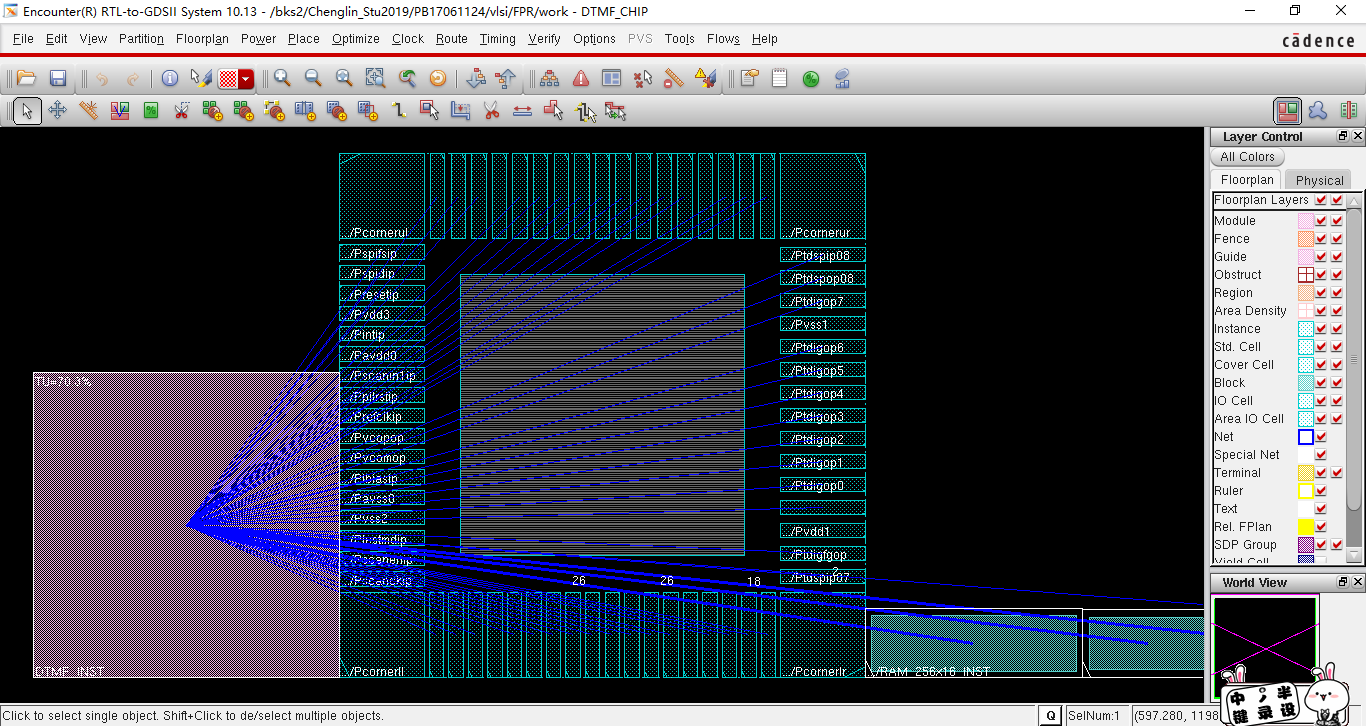 Encounter(R) RTL-to-GDSII System 10.13 - /bks2/Chenglin_Stu2019/PB17061124/vlsi/FPR/work - DTMF_CHIP
File Edit View Partition Floorplan Power Place Optimize Clock Route Timing Verify Options PVS Tools Flows Help
cādence
Layer Control
All Colors
Floorplan Physical
Floorplan Layers
Module
Fence
Guide
Obstruct
Region
Area Density
Instance
Std. Cell
Cover Cell
Block
IO Cell
Area IO Cell
Net
Special Net
Terminal
Ruler
Text
Rel. FPlan
SDP Group
Yield Cell
World View
../Pcornerul
../Pcornerur
../Pspifsip
../Pspidip
../Presetip
../Pvdd3
../Pintip
../Pavdd0
../Prefclkip
../Pvcopop
../Pvcomop
../Pibiasip
../Pavss0
../Pvss2
../Pcornerll
../Ptdspip08
../Ptdspop08
../Ptdigop7
../Pvss1
../Ptdigop6
../Ptdigop5
../Ptdigop4
../Ptdigop3
../Ptdigop2
../Ptdigop1
../Ptdigop0
../Pvdd1
../Ptdigfgop
../Pcornerlr
TU=70.3%
DTMF_INST
26 26 18
2
../RAM_256x16_INST
中 半
键 录 设
Click to select single object. Shift+Click to de/select multiple objects.
Q
SelNum:1
(597.280, 1198